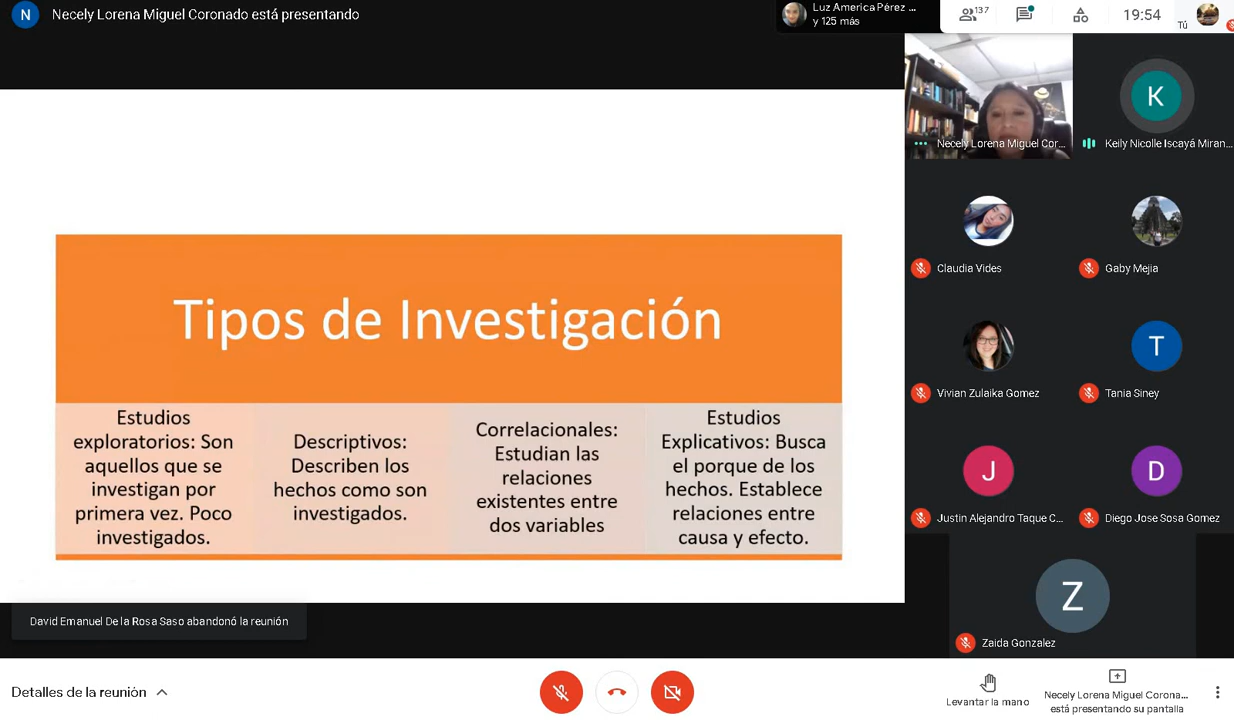 N
Necely Lorena Miguel Coronado está presentando
Luz America Pérez ...
y 125 más
137
19:54
Tú
Tipos de Investigación
Estudios
exploratorios: Son
aquellos que se
investigan por
primera vez. Poco
investigados.
Descriptivos:
Describen los
hechos como son
investigados.
Correlacionales:
Estudian las
relaciones
existentes entre
dos variables
Estudios
Explicativos: Busca
el porque de los
hechos. Establece
relaciones entre
causa y efecto.
Necely Lorena Miguel Cor...
K
Keily Nicolle Iscayá Miran...
Claudia Vides
Gaby Mejia
Vivian Zulaika Gomez
T
Tania Siney
J
Justin Alejandro Taque C...
D
Diego Jose Sosa Gomez
Z
Zaida Gonzalez
David Emanuel De la Rosa Saso abandonó la reunión
Detalles de la reunión
Levantar la mano
Necely Lorena Miguel Corona...
está presentando su pantalla